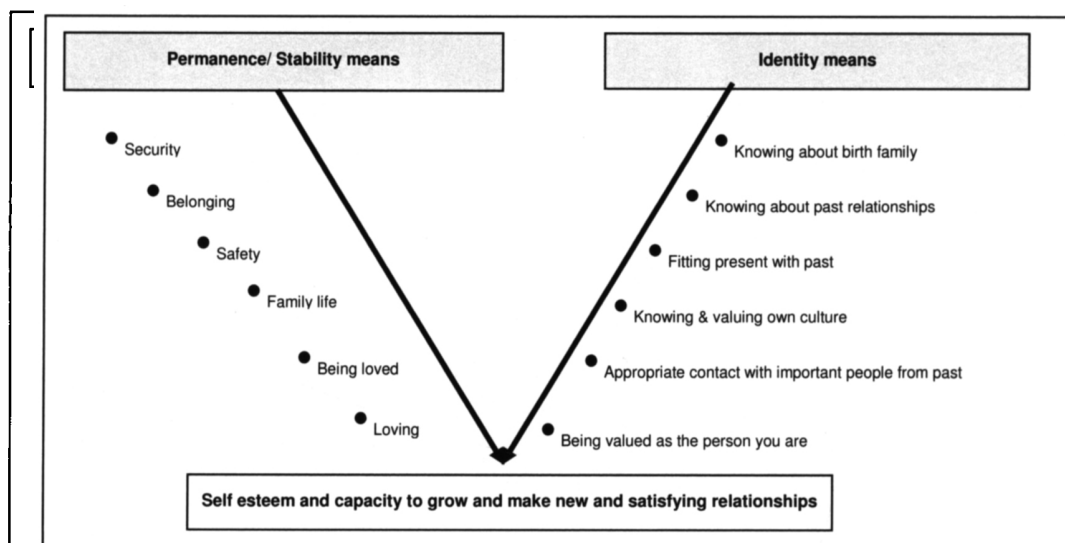 Permanence/ Stability means
Security
Belonging
Safety
Family life
Being loved
Loving
Identity means
Knowing about birth family
Knowing about past relationships
Fitting present with past
Knowing & valuing own culture
Appropriate contact with important people from past
Being valued as the person you are
Self esteem and capacity to grow and make new and satisfying relationships